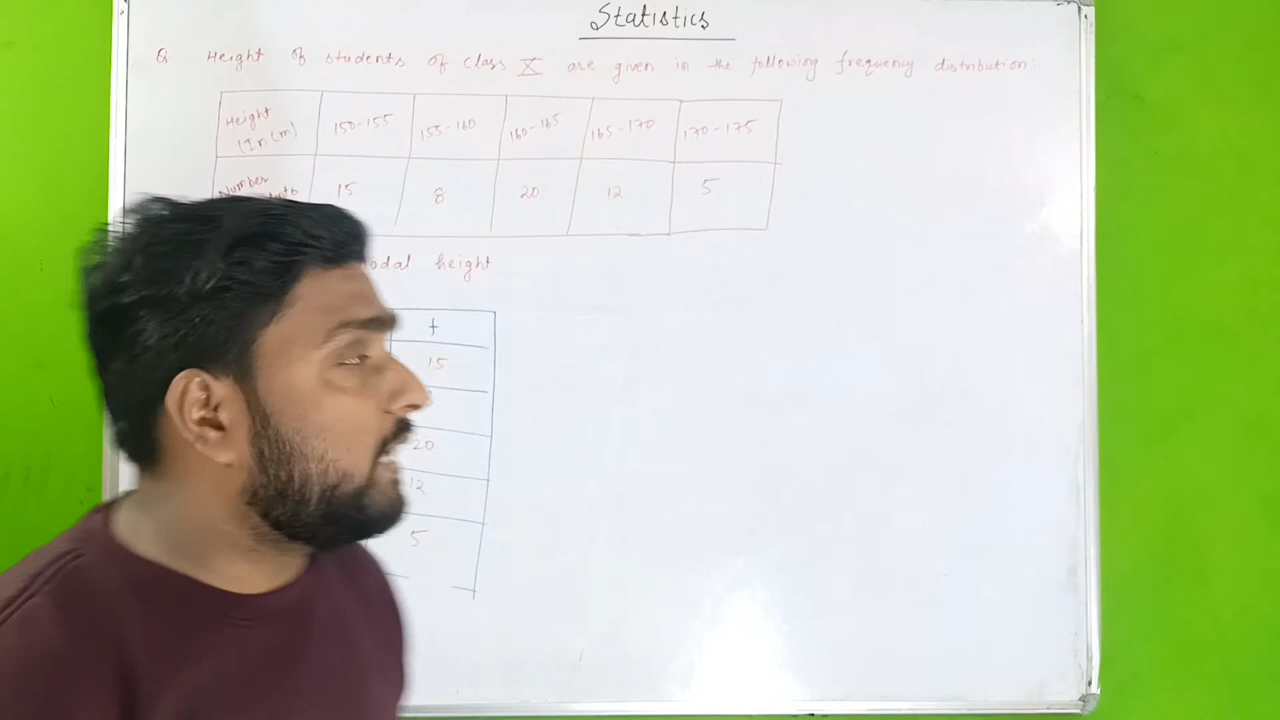 Statistics
Q Height of students of class X are given in the following frequency distribution:
Height 150-155 155-160 160-165 165-170 170-175
(In Cm)
Number 15 8 20 12 5
height
f
15
20
12
5